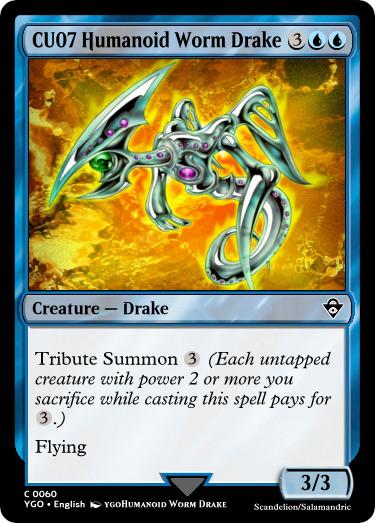 CU07 Humanoid Worm Drake 3
Creature — Drake
Tribute Summon 3 (Each untapped
creature with power 2 or more you
sacrifice while casting this spell pays for
3.)
Flying
3/3
C 0060
YGO • English ygoHumanoid Worm Drake
Scandelion/Salamandric